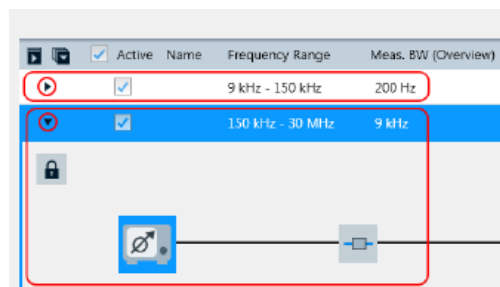 Active Name Frequency Range Meas. BW (Overview)
9 kHz - 150 kHz 200 Hz
150 kHz - 30 MHz 9 kHz